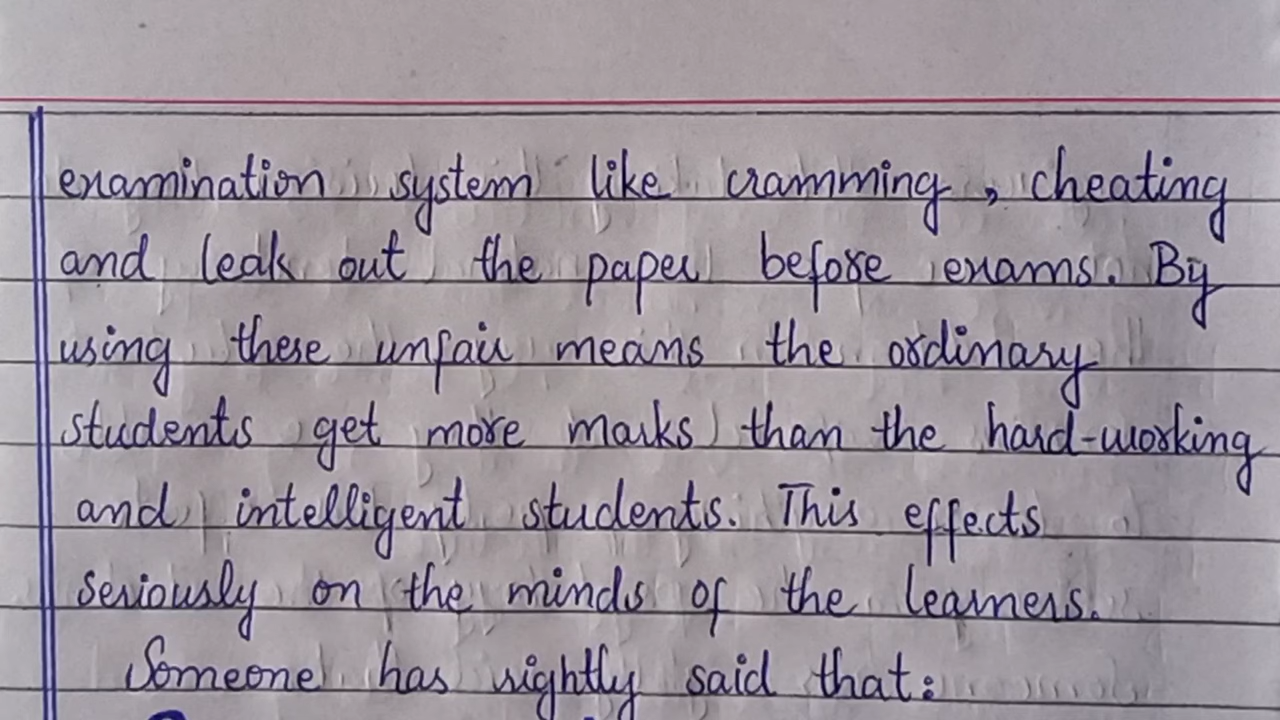 examination system like cramming, cheating
and leak out the paper before exams. By
using these unfair means the ordinary
students get more marks than the hard-working
and intelligent students. This effects
seriously on the minds of the learners.
Someone has rightly said that: